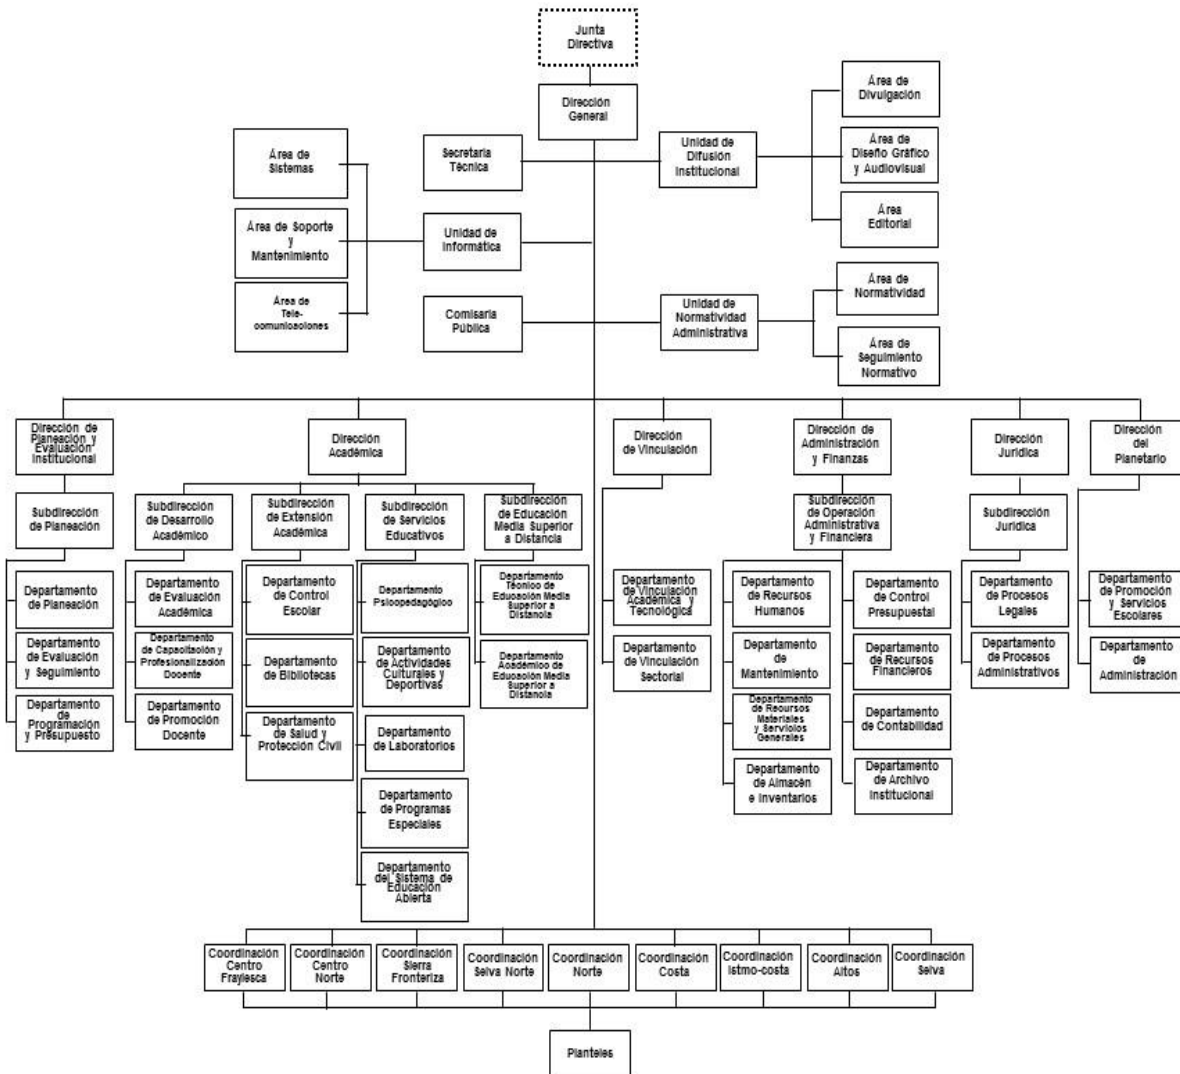 Junta
Directiva
Dirección
General
Área de
Divulgación
Área de
Sistemas
Secretaria
Técnica
Unidad de
Difusión
Institucional
Área de
Diseño Gráfico
y Audiovisual
Área de Soporte
y
Mantenimiento
Unidad de
Informática
Área
Editorial
Área de
Tele-
comunicaciones
Comisaria
Pública
Unidad de
Normatividad
Administrativa
Área de
Normatividad
Área de
Seguimiento
Normativo
Dirección de
Planeación y
Evaluación
Institucional
Dirección
Académica
Dirección
de Vinculación
Dirección de
Administración
y Finanzas
Dirección
Jurídica
Dirección
del
Planetario
Subdirección
de Planeación
Subdirección
de Desarrollo
Académico
Subdirección
de Extensión
Académica
Subdirección
de Servicios
Educativos
Subdirección
de Educación
Media Superior
a Distancia
Subdirección
de Operación
Administrativa
y Financiera
Subdirección
Jurídica
Departamento
de Planeación
Departamento
de Evaluación
Académica
Departamento
de Control
Escolar
Departamento
Psicopedagógico
Departamento
Técnico de
Educación Media
Superior a
Distancia
Departamento
de Vinculación
Académica y
Tecnológica
Departamento
de Recursos
Humanos
Departamento
de Control
Presupuestal
Departamento
de Procesos
Legales
Departamento
de Promoción
y Servicios
Escolares
Departamento
de Evaluación
y Seguimiento
Departamento
de Capacitación y
Profesionalización
Docente
Departamento
de Bibliotecas
Departamento
de Actividades
Culturales y
Deportivas
Departamento
Académico de
Educación Media
Superior a
Distancia
Departamento
de Vinculación
Sectorial
Departamento
de
Mantenimiento
Departamento
de Recursos
Financieros
Departamento
de Procesos
Administrativos
Departamento
de
Administración
Departamento
de
Programación
y Presupuesto
Departamento
de Promoción
Docente
Departamento
de Salud y
Protección Civil
Departamento
de Laboratorios
Departamento
de Recursos
Materiales
y Servicios
Generales
Departamento
de Contabilidad
Departamento
de Programas
Especiales
Departamento
de Almacén
e Inventarios
Departamento
de Archivo
Institucional
Departamento
del Sistema de
Educación
Abierta
Coordinación
Centro
Fraylesca
Coordinación
Centro
Norte
Coordinación
Sierra
Fronteriza
Coordinación
Selva Norte
Coordinación
Norte
Coordinación
Costa
Coordinación
Istmo-costa
Coordinación
Altos
Coordinación
Selva
Planteles